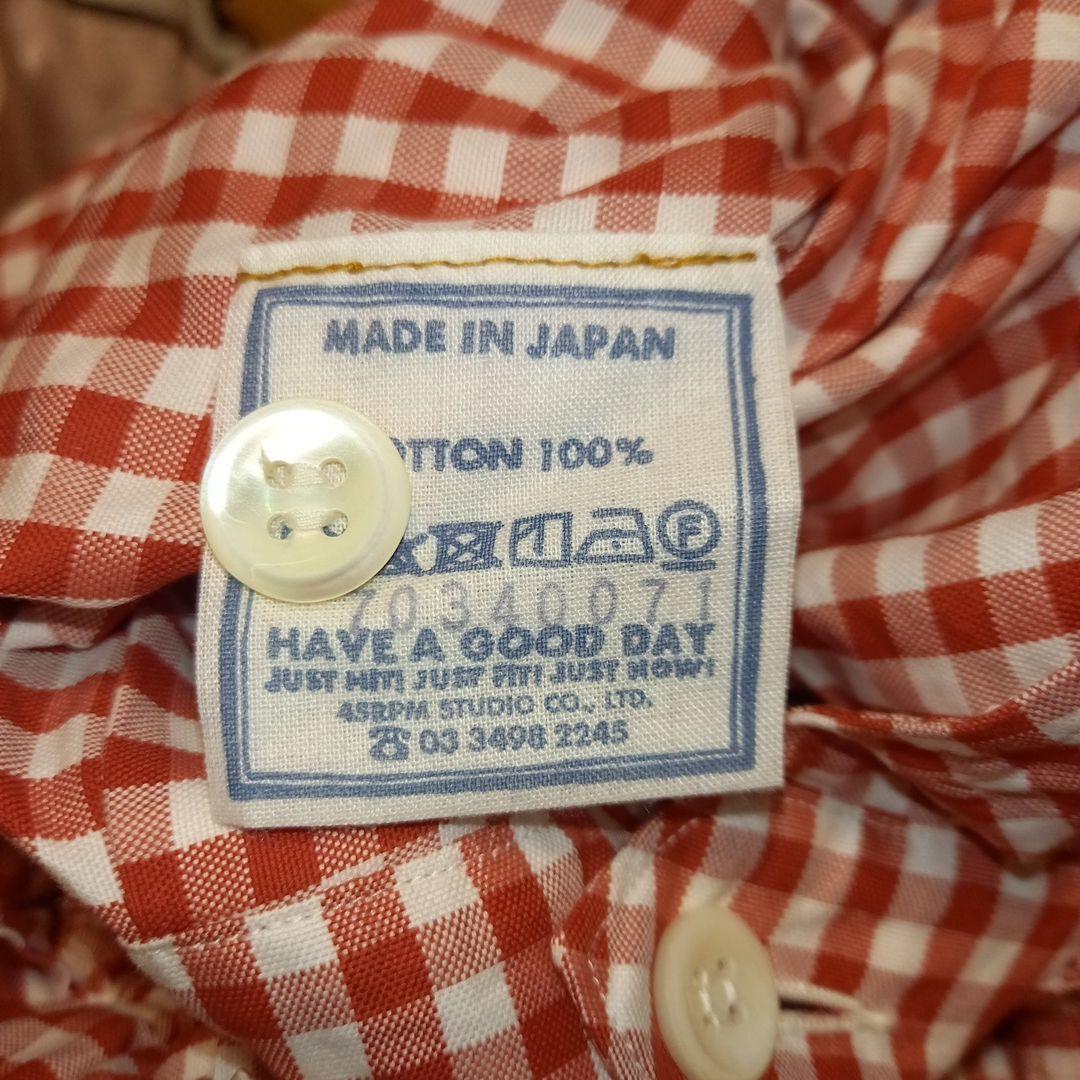 MADE IN JAPAN
OTTON 100%
F
70340071
HAVE A GOOD DAY
JUST HIT! JUST FIT! JUST NOW!
45RPM STUDIO CO., LTD.
☎ 03 3498 2245